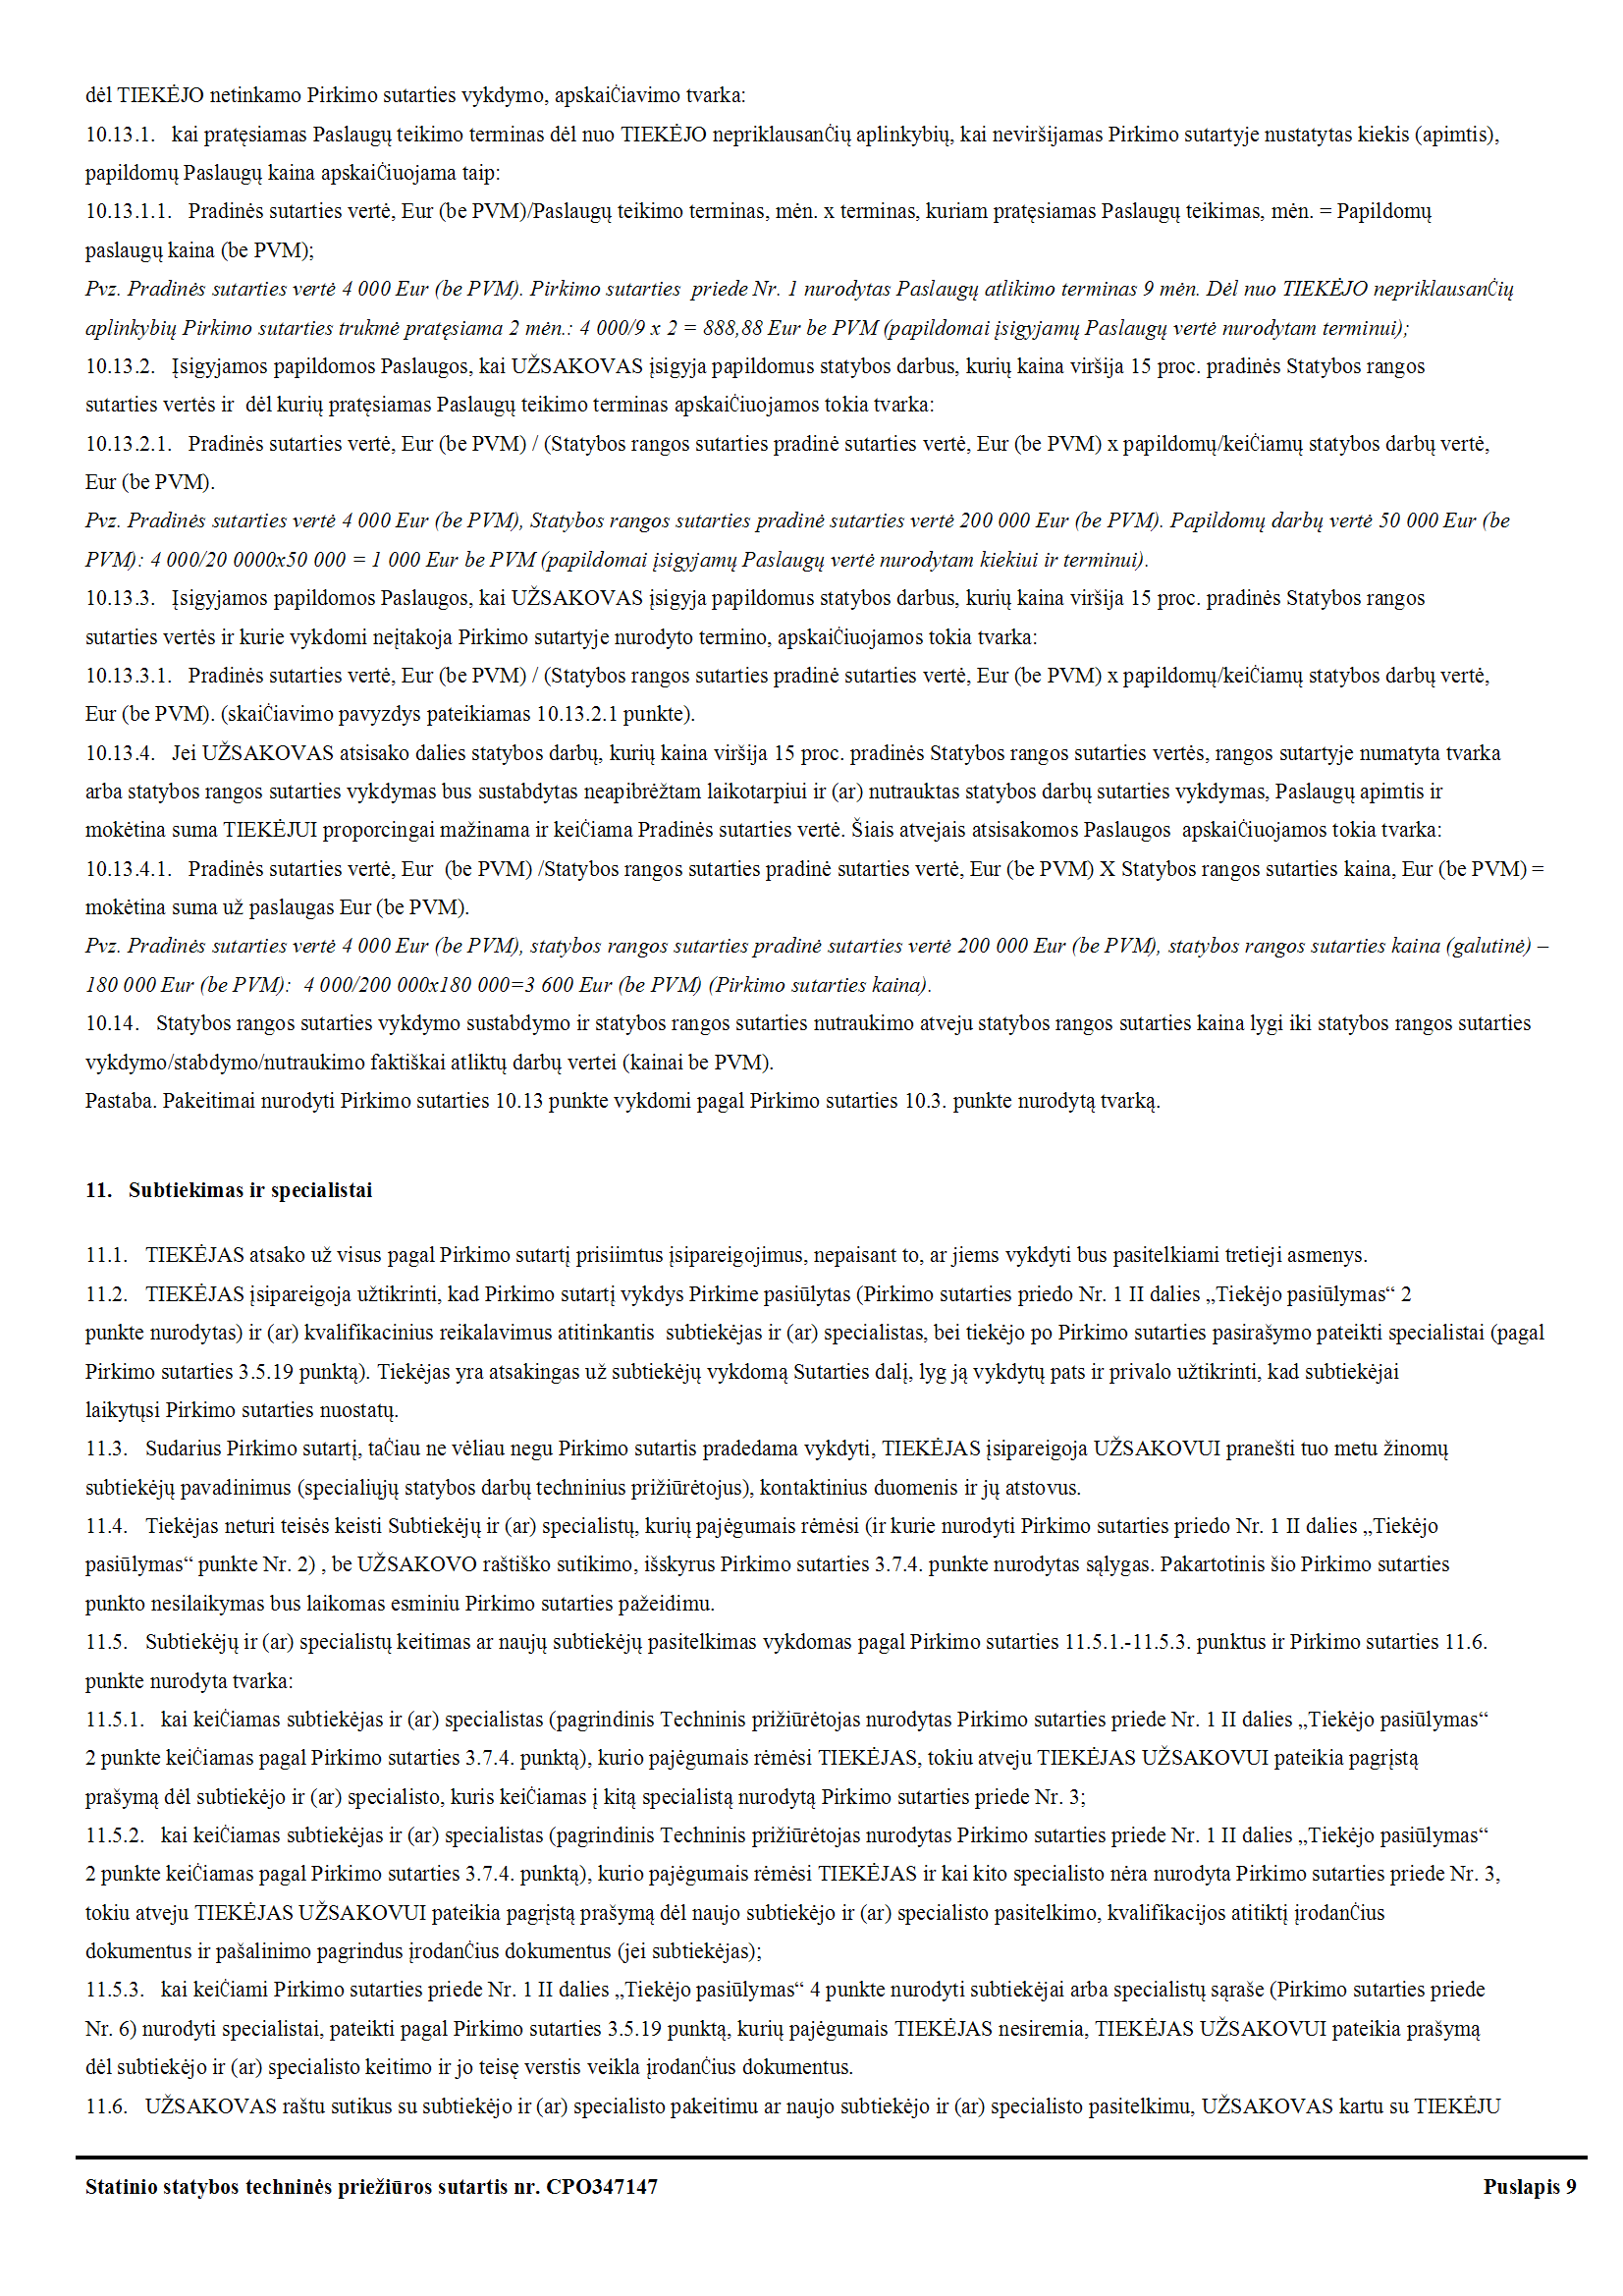 dėl TIEKĖJO netinkamo Pirkimo sutarties vykdymo, apskaičiavimo tvarka:
10.13.1. kai pratęsiamas Paslaugų teikimo terminas dėl nuo TIEKĖJO nepriklausančių aplinkybių, kai neviršijamas Pirkimo sutartyje nustatytas kiekis (apimtis),
papildomų Paslaugų kaina apskaičiuojama taip:
10.13.1.1. Pradinės sutarties vertė, Eur (be PVM)/Paslaugų teikimo terminas, mėn. x terminas, kuriam pratęsiamas Paslaugų teikimas, mėn. = Papildomų
paslaugų kaina (be PVM);
Pvz. Pradinės sutarties vertė 4 000 Eur (be PVM). Pirkimo sutarties priede Nr. 1 nurodytas Paslaugų atlikimo terminas 9 mėn. Dėl nuo TIEKĖJO nepriklausančių
aplinkybių Pirkimo sutarties trukmė pratęsiama 2 mėn.: 4 000/9 x 2 = 888,88 Eur be PVM (papildomai įsigyjamų Paslaugų vertė nurodytam terminui);
10.13.2. Įsigyjamos papildomos Paslaugos, kai UŽSAKOVAS įsigyja papildomus statybos darbus, kurių kaina viršija 15 proc. pradinės Statybos rangos
sutarties vertės ir dėl kurių pratęsiamas Paslaugų teikimo terminas apskaičiuojamos tokia tvarka:
10.13.2.1. Pradinės sutarties vertė, Eur (be PVM) / (Statybos rangos sutarties pradinė sutarties vertė, Eur (be PVM) x papildomų/keičiamų statybos darbų vertė,
Eur (be PVM).
Pvz. Pradinės sutarties vertė 4 000 Eur (be PVM), Statybos rangos sutarties pradinė sutarties vertė 200 000 Eur (be PVM). Papildomų darbų vertė 50 000 Eur (be
PVM): 4 000/20 0000x50 000 = 1 000 Eur be PVM (papildomai įsigyjamų Paslaugų vertė nurodytam kiekiui ir terminui).
10.13.3. Įsigyjamos papildomos Paslaugos, kai UŽSAKOVAS įsigyja papildomus statybos darbus, kurių kaina viršija 15 proc. pradinės Statybos rangos
sutarties vertės ir kurie vykdomi neįtakoja Pirkimo sutartyje nurodyto termino, apskaičiuojamos tokia tvarka:
10.13.3.1. Pradinės sutarties vertė, Eur (be PVM) / (Statybos rangos sutarties pradinė sutarties vertė, Eur (be PVM) x papildomų/keičiamų statybos darbų vertė,
Eur (be PVM). (skaičiavimo pavyzdys pateikiamas 10.13.2.1 punkte).
10.13.4. Jei UŽSAKOVAS atsisako dalies statybos darbų, kurių kaina viršija 15 proc. pradinės Statybos rangos sutarties vertės, rangos sutartyje numatyta tvarka
arba statybos rangos sutarties vykdymas bus sustabdytas neapibrėžtam laikotarpiui ir (ar) nutrauktas statybos darbų sutarties vykdymas, Paslaugų apimtis ir
mokėtina suma TIEKĖJUI proporcingai mažinama ir keičiama Pradinės sutarties vertė. Šiais atvejais atsisakomos Paslaugos apskaičiuojamos tokia tvarka:
10.13.4.1. Pradinės sutarties vertė, Eur (be PVM) /Statybos rangos sutarties pradinė sutarties vertė, Eur (be PVM) X Statybos rangos sutarties kaina, Eur (be PVM) =
mokėtina suma už paslaugas Eur (be PVM).
Pvz. Pradinės sutarties vertė 4 000 Eur (be PVM), statybos rangos sutarties pradinė sutarties vertė 200 000 Eur (be PVM), statybos rangos sutarties kaina (galutinė) –
180 000 Eur (be PVM): 4 000/200 000x180 000=3 600 Eur (be PVM) (Pirkimo sutarties kaina).
10.14. Statybos rangos sutarties vykdymo sustabdymo ir statybos rangos sutarties nutraukimo atveju statybos rangos sutarties kaina lygi iki statybos rangos sutarties
vykdymo/stabdymo/nutraukimo faktiškai atliktų darbų vertei (kainai be PVM).
Pastaba. Pakeitimai nurodyti Pirkimo sutarties 10.13 punkte vykdomi pagal Pirkimo sutarties 10.3. punkte nurodytą tvarką.
11. Subtiekimas ir specialistai
11.1. TIEKĖJAS atsako už visus pagal Pirkimo sutartį prisiimtus įsipareigojimus, nepaisant to, ar jiems vykdyti bus pasitelkiami tretieji asmenys.
11.2. TIEKĖJAS įsipareigoja užtikrinti, kad Pirkimo sutartį vykdys Pirkime pasiūlytas (Pirkimo sutarties priedo Nr. 1 II dalies „Tiekėjo pasiūlymas“ 2
punkte nurodytas) ir (ar) kvalifikacinius reikalavimus atitinkantis subtiekėjas ir (ar) specialistas, bei tiekėjo po Pirkimo sutarties pasirašymo pateikti specialistai (pagal
Pirkimo sutarties 3.5.19 punktą). Tiekėjas yra atsakingas už subtiekėjų vykdomą Sutarties dalį, lyg ją vykdytų pats ir privalo užtikrinti, kad subtiekėjai
laikytųsi Pirkimo sutarties nuostatų.
11.3. Sudarius Pirkimo sutartį, tačiau ne vėliau negu Pirkimo sutartis pradedama vykdyti, TIEKĖJAS įsipareigoja UŽSAKOVUI pranešti tuo metu žinomų
subtiekėjų pavadinimus (specialiųjų statybos darbų techninius prižiūrėtojus), kontaktinius duomenis ir jų atstovus.
11.4. Tiekėjas neturi teisės keisti Subtiekėjų ir (ar) specialistų, kurių pajėgumais rėmėsi (ir kurie nurodyti Pirkimo sutarties priedo Nr. 1 II dalies „Tiekėjo
pasiūlymas“ punkte Nr. 2) , be UŽSAKOVO raštiško sutikimo, išskyrus Pirkimo sutarties 3.7.4. punkte nurodytas sąlygas. Pakartotinis šio Pirkimo sutarties
punkto nesilaikymas bus laikomas esminiu Pirkimo sutarties pažeidimu.
11.5. Subtiekėjų ir (ar) specialistų keitimas ar naujų subtiekėjų pasitelkimas vykdomas pagal Pirkimo sutarties 11.5.1.-11.5.3. punktus ir Pirkimo sutarties 11.6.
punkte nurodyta tvarka:
11.5.1. kai keičiamas subtiekėjas ir (ar) specialistas (pagrindinis Techninis prižiūrėtojas nurodytas Pirkimo sutarties priede Nr. 1 II dalies „Tiekėjo pasiūlymas“
2 punkte keičiamas pagal Pirkimo sutarties 3.7.4. punktą), kurio pajėgumais rėmėsi TIEKĖJAS, tokiu atveju TIEKĖJAS UŽSAKOVUI pateikia pagrįstą
prašymą dėl subtiekėjo ir (ar) specialisto, kuris keičiamas į kitą specialistą nurodytą Pirkimo sutarties priede Nr. 3;
11.5.2. kai keičiamas subtiekėjas ir (ar) specialistas (pagrindinis Techninis prižiūrėtojas nurodytas Pirkimo sutarties priede Nr. 1 II dalies „Tiekėjo pasiūlymas“
2 punkte keičiamas pagal Pirkimo sutarties 3.7.4. punktą), kurio pajėgumais rėmėsi TIEKĖJAS ir kai kito specialisto nėra nurodyta Pirkimo sutarties priede Nr. 3,
tokiu atveju TIEKĖJAS UŽSAKOVUI pateikia pagrįstą prašymą dėl naujo subtiekėjo ir (ar) specialisto pasitelkimo, kvalifikacijos atitiktį įrodančius
dokumentus ir pašalinimo pagrindus įrodančius dokumentus (jei subtiekėjas);
11.5.3. kai keičiami Pirkimo sutarties priede Nr. 1 II dalies „Tiekėjo pasiūlymas“ 4 punkte nurodyti subtiekėjai arba specialistų sąraše (Pirkimo sutarties priede
Nr. 6) nurodyti specialistai, pateikti pagal Pirkimo sutarties 3.5.19 punktą, kurių pajėgumais TIEKĖJAS nesiremia, TIEKĖJAS UŽSAKOVUI pateikia prašymą
dėl subtiekėjo ir (ar) specialisto keitimo ir jo teisę verstis veikla įrodančius dokumentus.
11.6. UŽSAKOVAS raštu sutikus su subtiekėjo ir (ar) specialisto pakeitimu ar naujo subtiekėjo ir (ar) specialisto pasitelkimu, UŽSAKOVAS kartu su TIEKĖJU
Statinio statybos techninės priežiūros sutartis nr. CPO347147 Puslapis 9